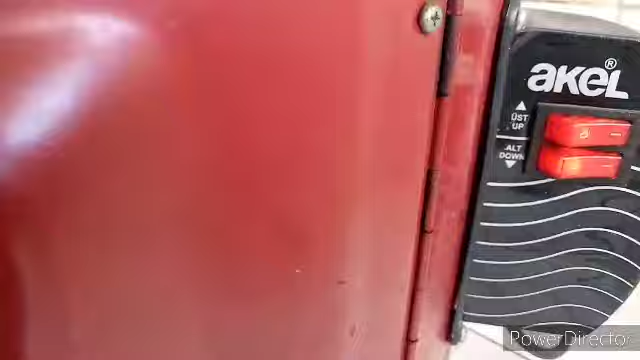 akel®
▲
ÜST
UP
ALT
DOWN
▼
PowerDirector